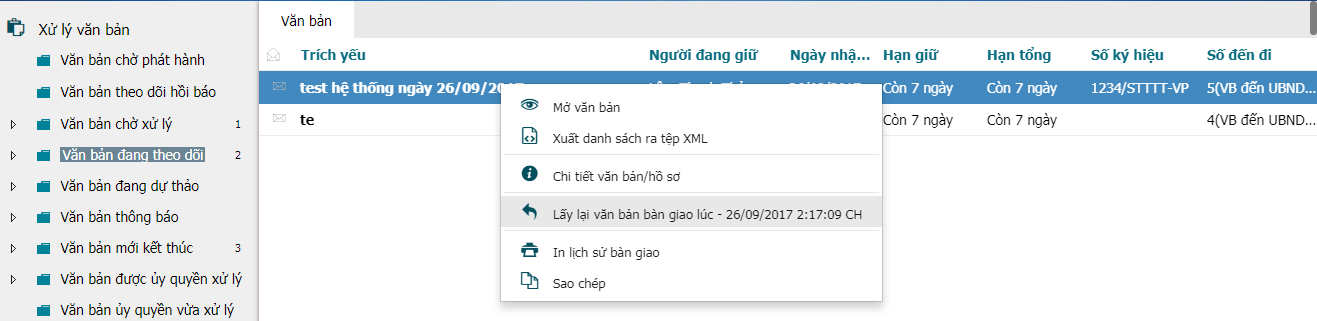 Xử lý văn bản
Văn bản chờ phát hành
Văn bản theo dõi hồi báo
Văn bản chờ xử lý 1
Văn bản đang theo dõi 2
Văn bản đang dự thảo
Văn bản thông báo
Văn bản mới kết thúc 3
Văn bản được ủy quyền xử lý
Văn bản ủy quyền vừa xử lý
Văn bản
Trích yếu Người đang giữ Ngày nhậ... Hạn giữ Hạn tổng Số ký hiệu Số đến đi
test hệ thống ngày 26/09/2017 Còn 7 ngày Còn 7 ngày 1234/STTTT-VP 5(VB đến UBND...
te Còn 7 ngày Còn 7 ngày 4(VB đến UBND...
Mở văn bản
Xuất danh sách ra tệp XML
Chi tiết văn bản/hồ sơ
Lấy lại văn bản bàn giao lúc - 26/09/2017 2:17:09 CH
In lịch sử bàn giao
Sao chép